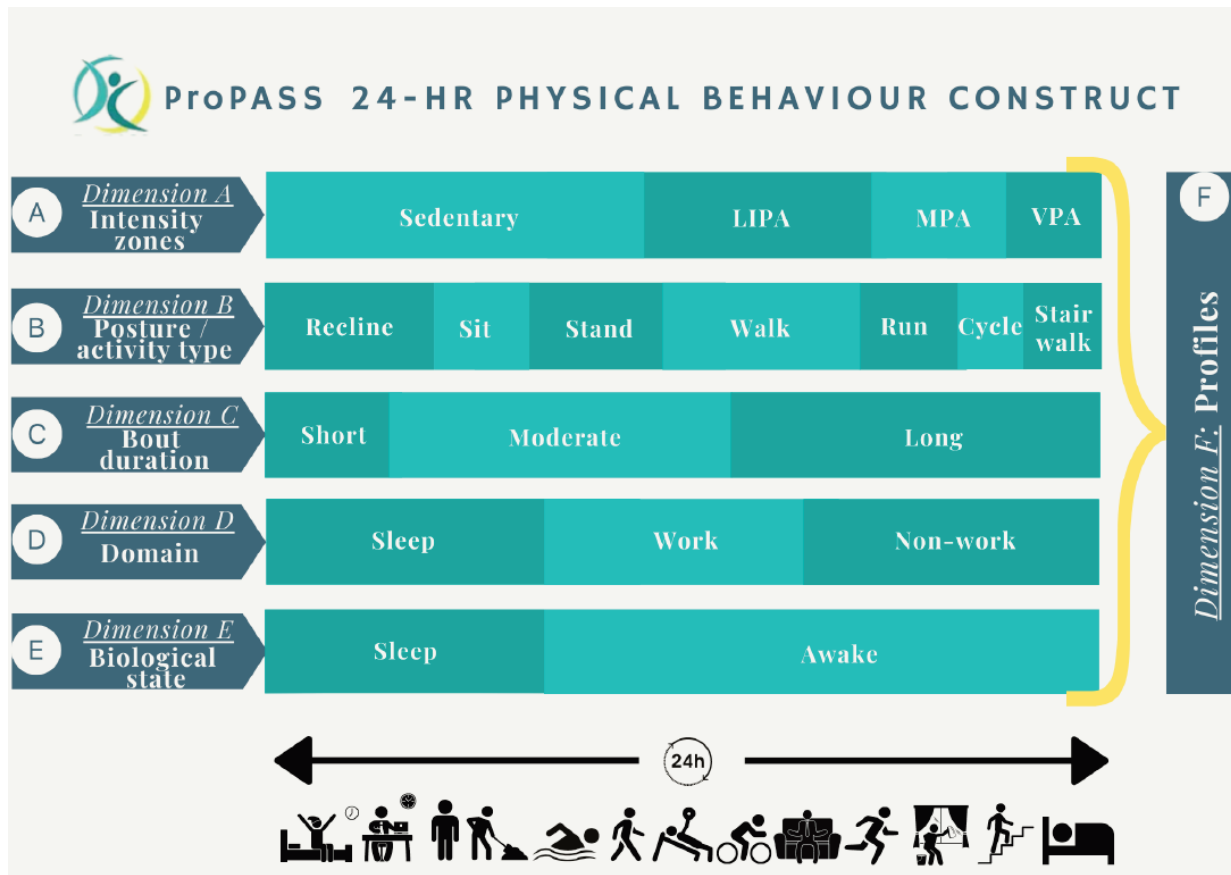 ProPASS 24-HR PHYSICAL BEHAVIOUR CONSTRUCT
A
Dimension A
Intensity
zones
Sedentary
LIPA
MPA
VPA
B
Dimension B
Posture /
activity type
Recline
Sit
Stand
Walk
Run
Cycle
Stair
walk
C
Dimension C
Bout
duration
Short
Moderate
Long
D
Dimension D
Domain
Sleep
Work
Non-work
E
Dimension E
Biological
state
Sleep
Awake
F
Dimension F: Profiles
24h